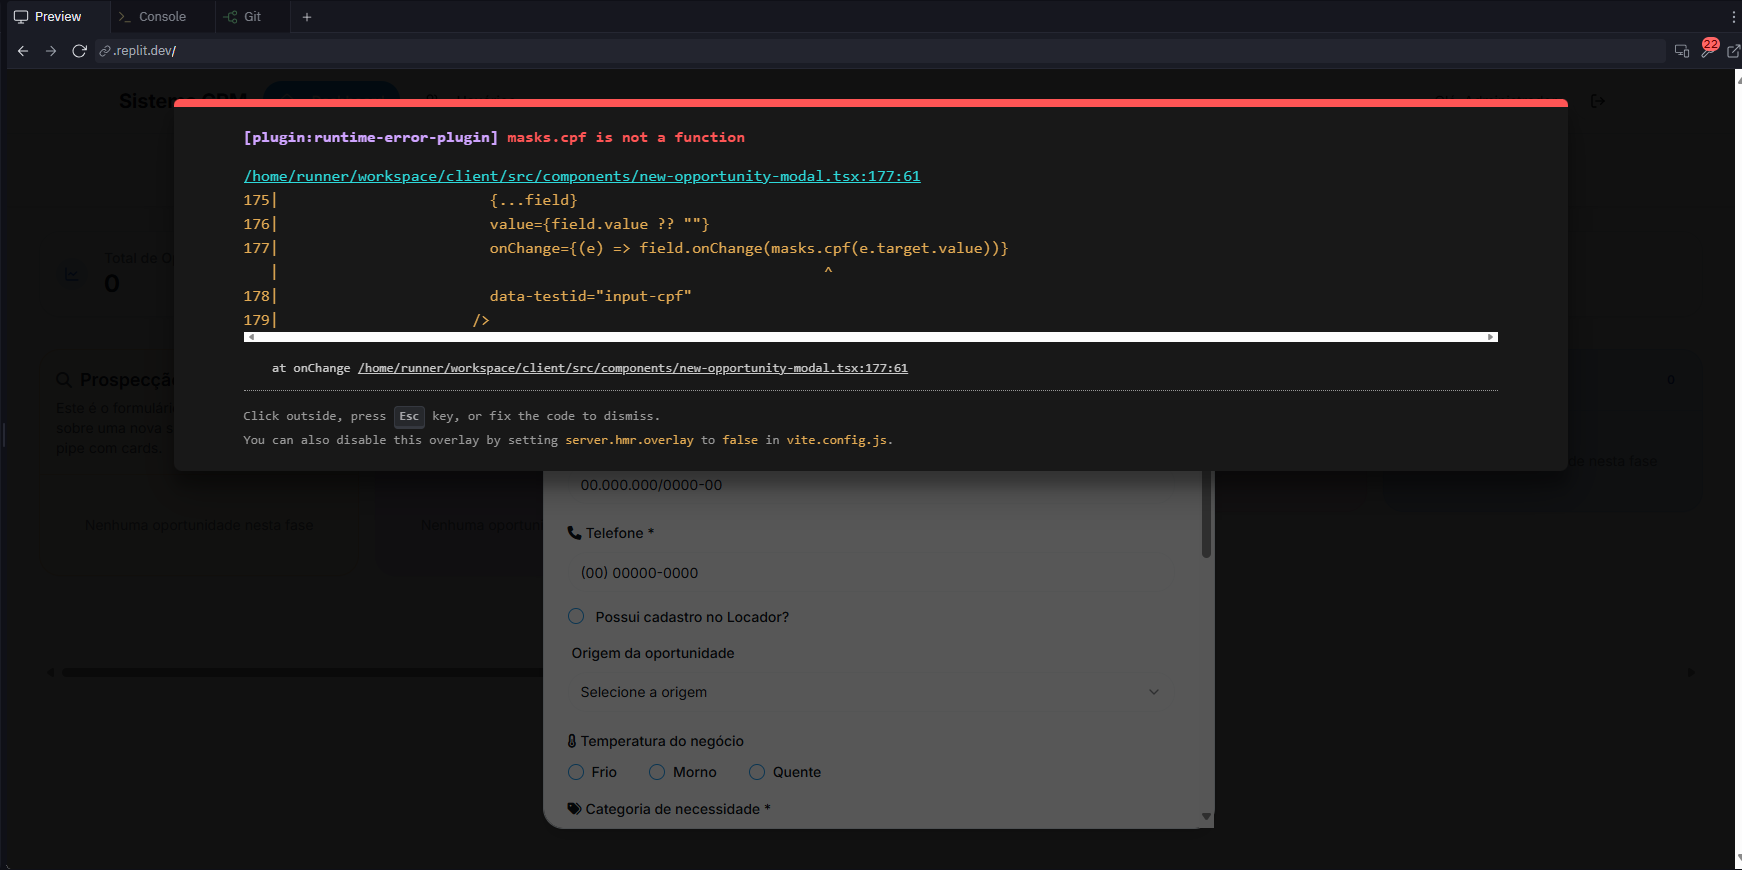 Preview
Console
Git
.replit.dev/
22
Sistema CRM
[plugin:runtime-error-plugin] masks.cpf is not a function
/home/runner/workspace/client/src/components/new-opportunity-modal.tsx:177:61
175| {...field}
176| value={field.value ?? ""}
177| onChange={(e) => field.onChange(masks.cpf(e.target.value))}
| ^
178| data-testid="input-cpf"
179| />
at onChange /home/runner/workspace/client/src/components/new-opportunity-modal.tsx:177:61
Click outside, press Esc key, or fix the code to dismiss.
You can also disable this overlay by setting server.hmr.overlay to false in vite.config.js.
Total de
0
Prospecção
0
Este é o formulário
sobre uma nova
pipe com cards.
nesta fase
00.000.000/0000-00
Nenhuma oportunidade nesta fase
Nenhuma
Telefone *
(00) 00000-0000
Possui cadastro no Locador?
Origem da oportunidade
Selecione a origem
Temperatura do negócio
Frio
Morno
Quente
Categoria de necessidade *